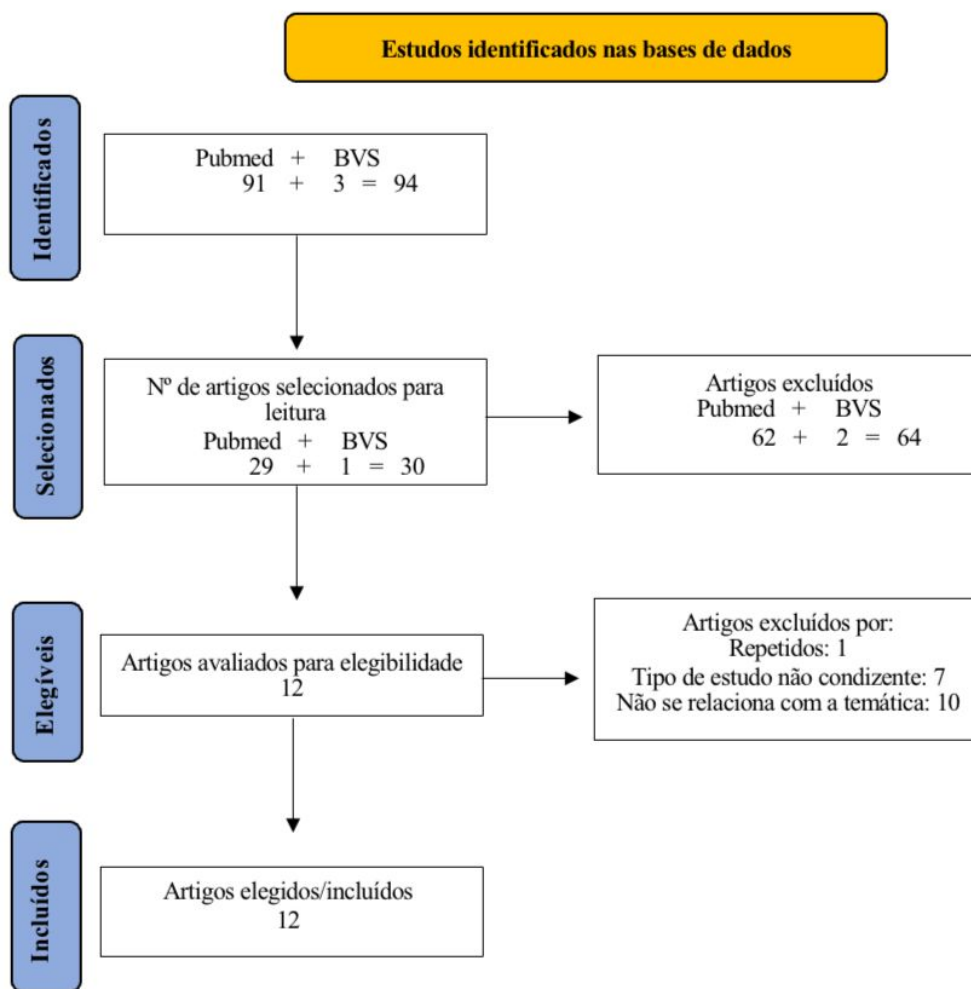 Estudos identificados nas bases de dados
Identificados
Pubmed + BVS
91 + 3 = 94
Selecionados
Nº de artigos selecionados para
leitura
Pubmed + BVS
29 + 1 = 30
Artigos excluídos
Pubmed + BVS
62 + 2 = 64
Elegíveis
Artigos avaliados para elegibilidade
12
Artigos excluídos por:
Repetidos: 1
Tipo de estudo não condizente: 7
Não se relaciona com a temática: 10
Incluídos
Artigos elegidos/incluídos
12